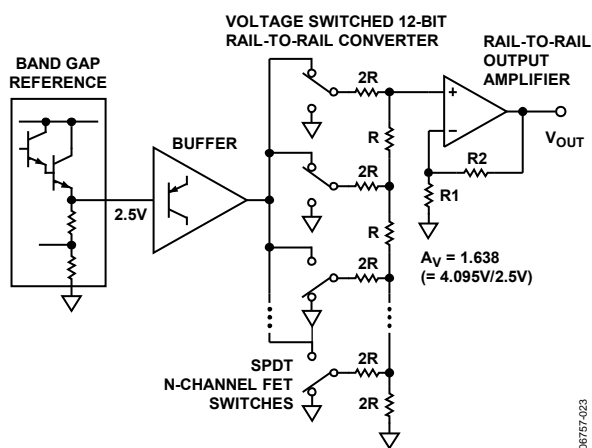 VOLTAGE SWITCHED 12-BIT
RAIL-TO-RAIL CONVERTER
RAIL-TO-RAIL
OUTPUT
AMPLIFIER
BAND GAP
REFERENCE
BUFFER
2.5V
2R
R
2R
R
2R
2R
2R
SPDT
N-CHANNEL FET
SWITCHES
+
–
R2
R1
VOUT
AV = 1.638
(= 4.095V/2.5V)
06757-023